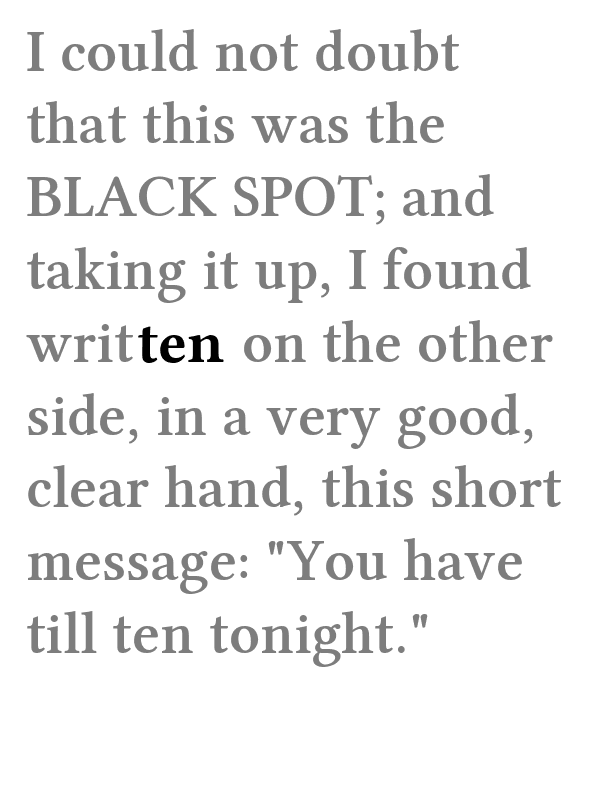 I could not doubt
that this was the
BLACK SPOT; and
taking it up, I found
written on the other
side, in a very good,
clear hand, this short
message: "You have
till ten tonight."